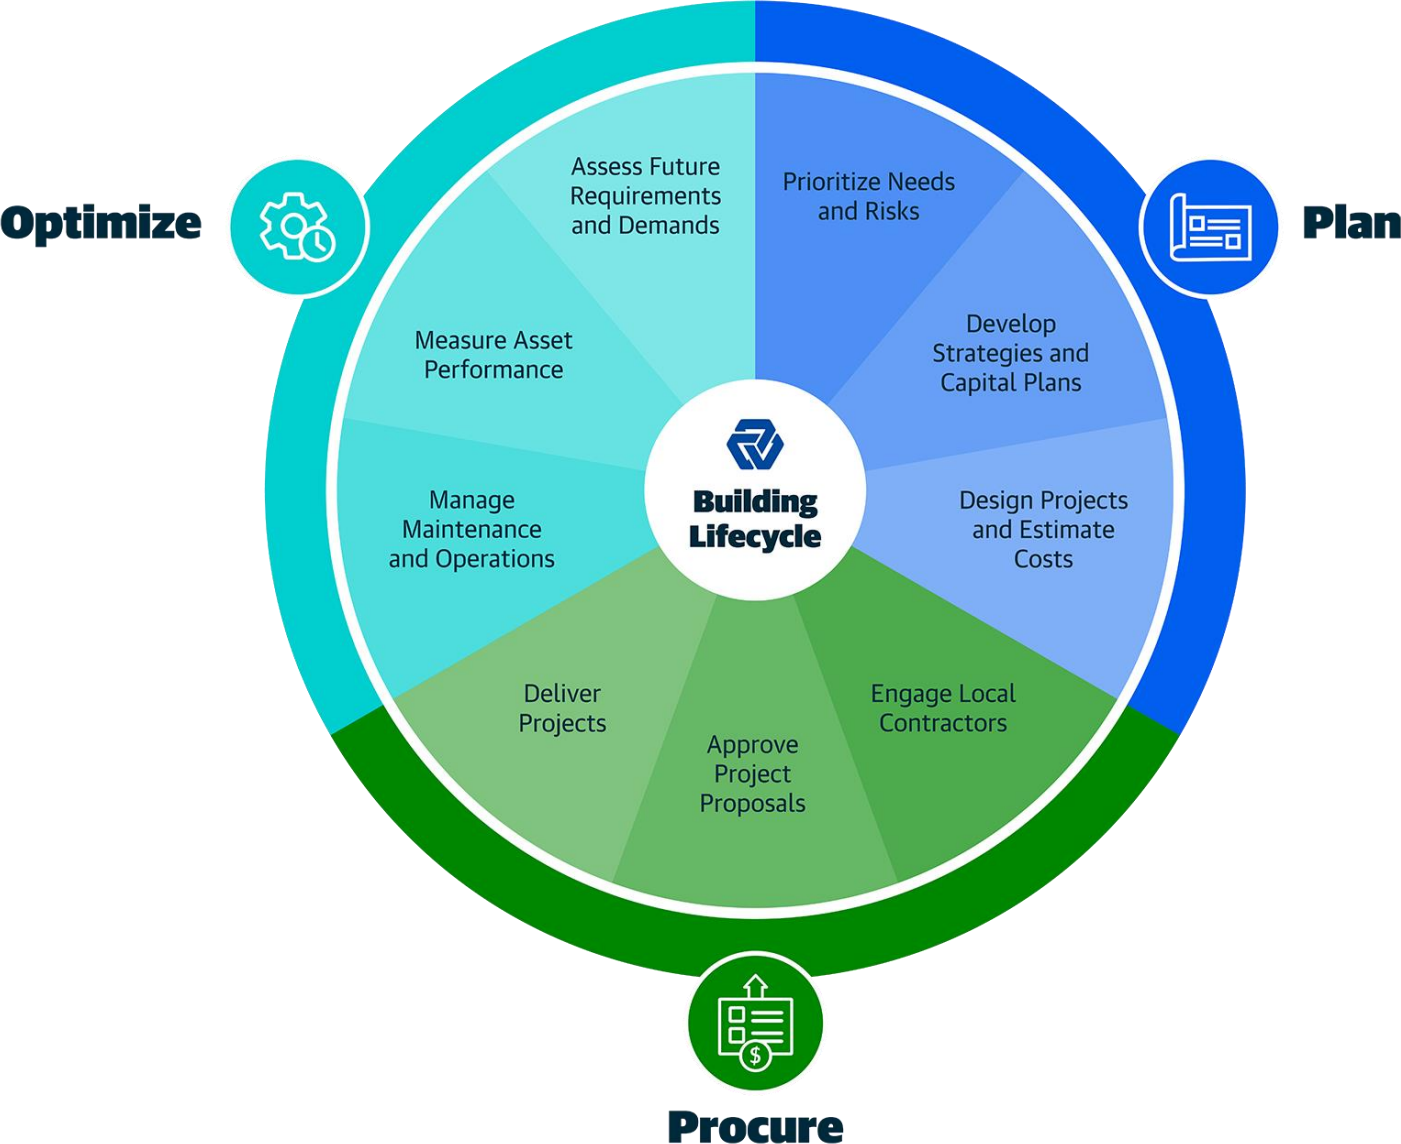 Optimize
Plan
Procure
Building
Lifecycle
Prioritize Needs
and Risks
Develop
Strategies and
Capital Plans
Design Projects
and Estimate
Costs
Engage Local
Contractors
Approve
Project
Proposals
Deliver
Projects
Manage
Maintenance
and Operations
Measure Asset
Performance
Assess Future
Requirements
and Demands
$